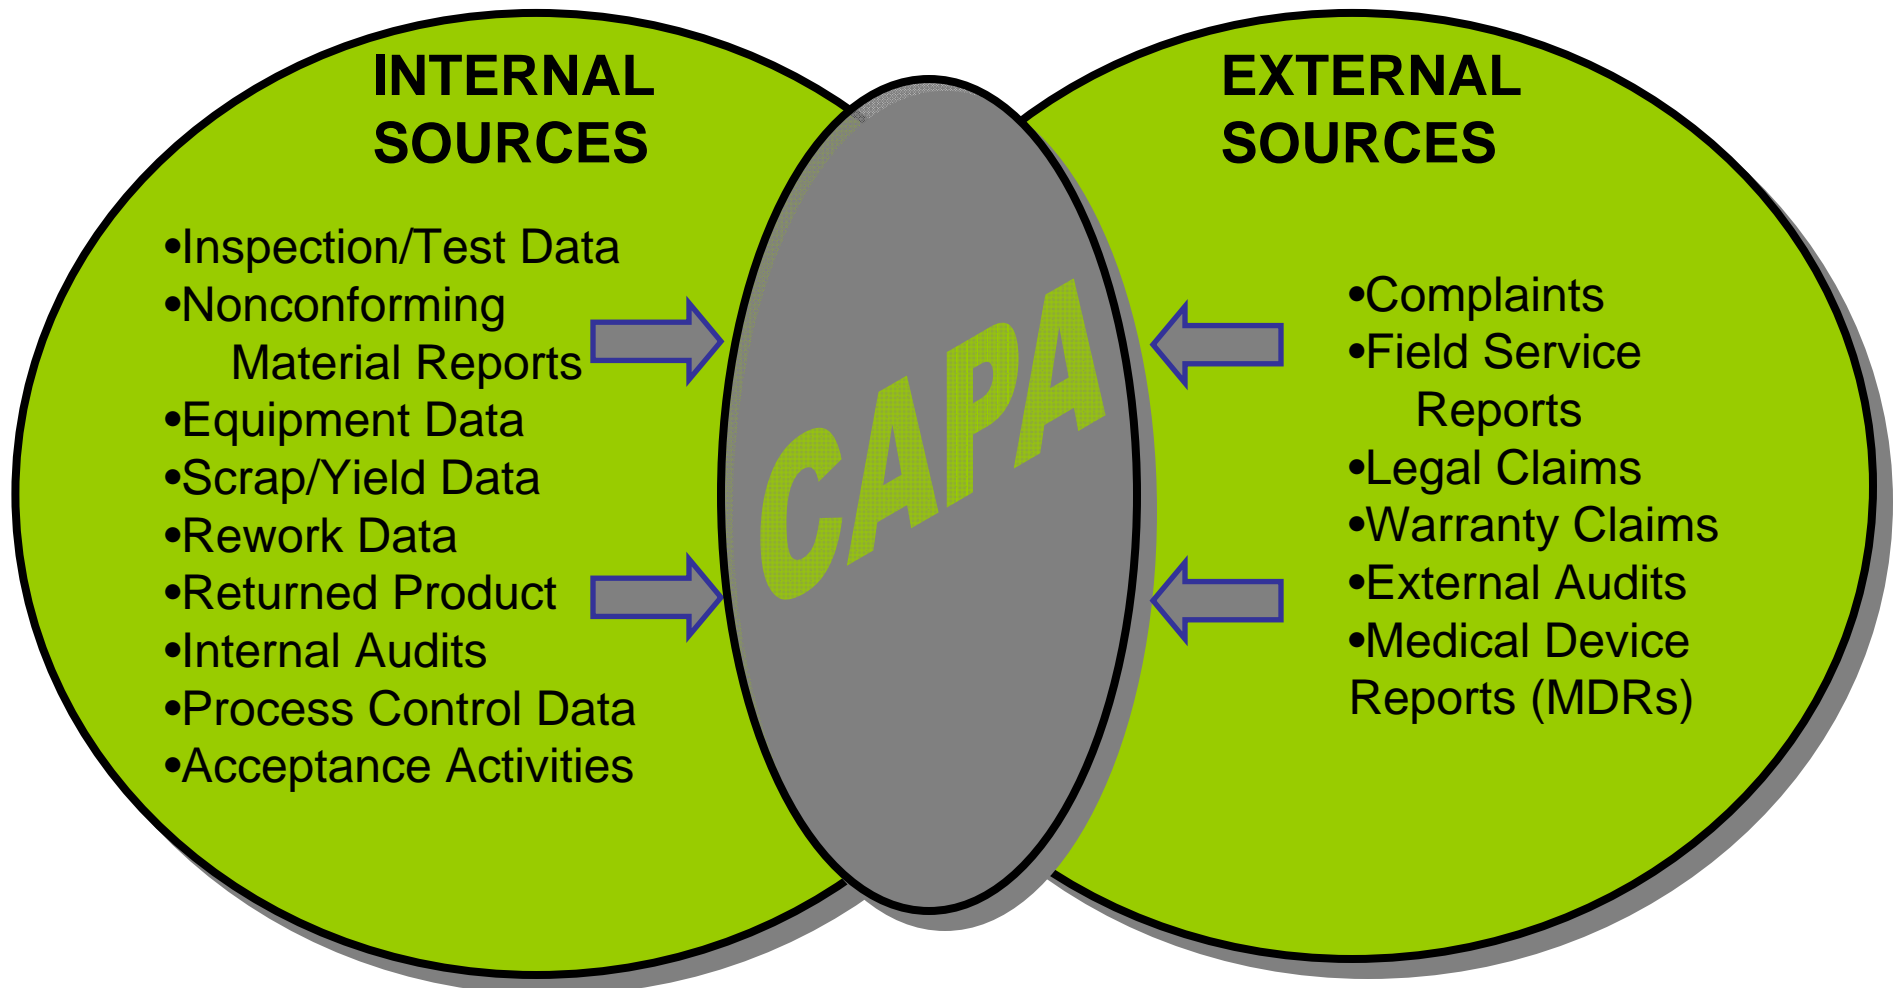 INTERNAL
SOURCES
•Inspection/Test Data
•Nonconforming
Material Reports
•Equipment Data
•Scrap/Yield Data
•Rework Data
•Returned Product
•Internal Audits
•Process Control Data
•Acceptance Activities
CAPA
EXTERNAL
SOURCES
•Complaints
•Field Service
Reports
•Legal Claims
•Warranty Claims
•External Audits
•Medical Device
Reports (MDRs)